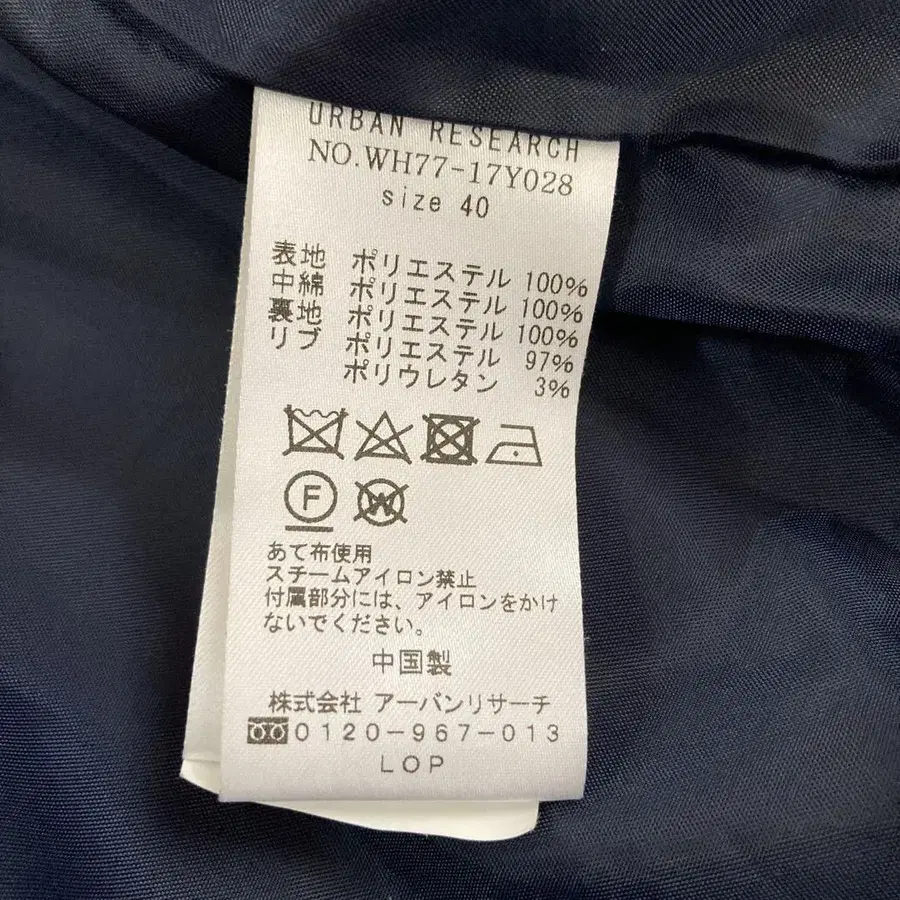 URBAN RESEARCH
NO.WH77-17Y028
size 40
表地 ポリエステル 100%
中綿 ポリエステル 100%
裏地 ポリエステル 100%
リブ ポリエステル 97%
ポリウレタン 3%
F W
あて布使用
スチームアイロン禁止
付属部分には、アイロンをかけ
ないでください。
中国製
株式会社 アーバンリサーチ
0120-967-013
LOP